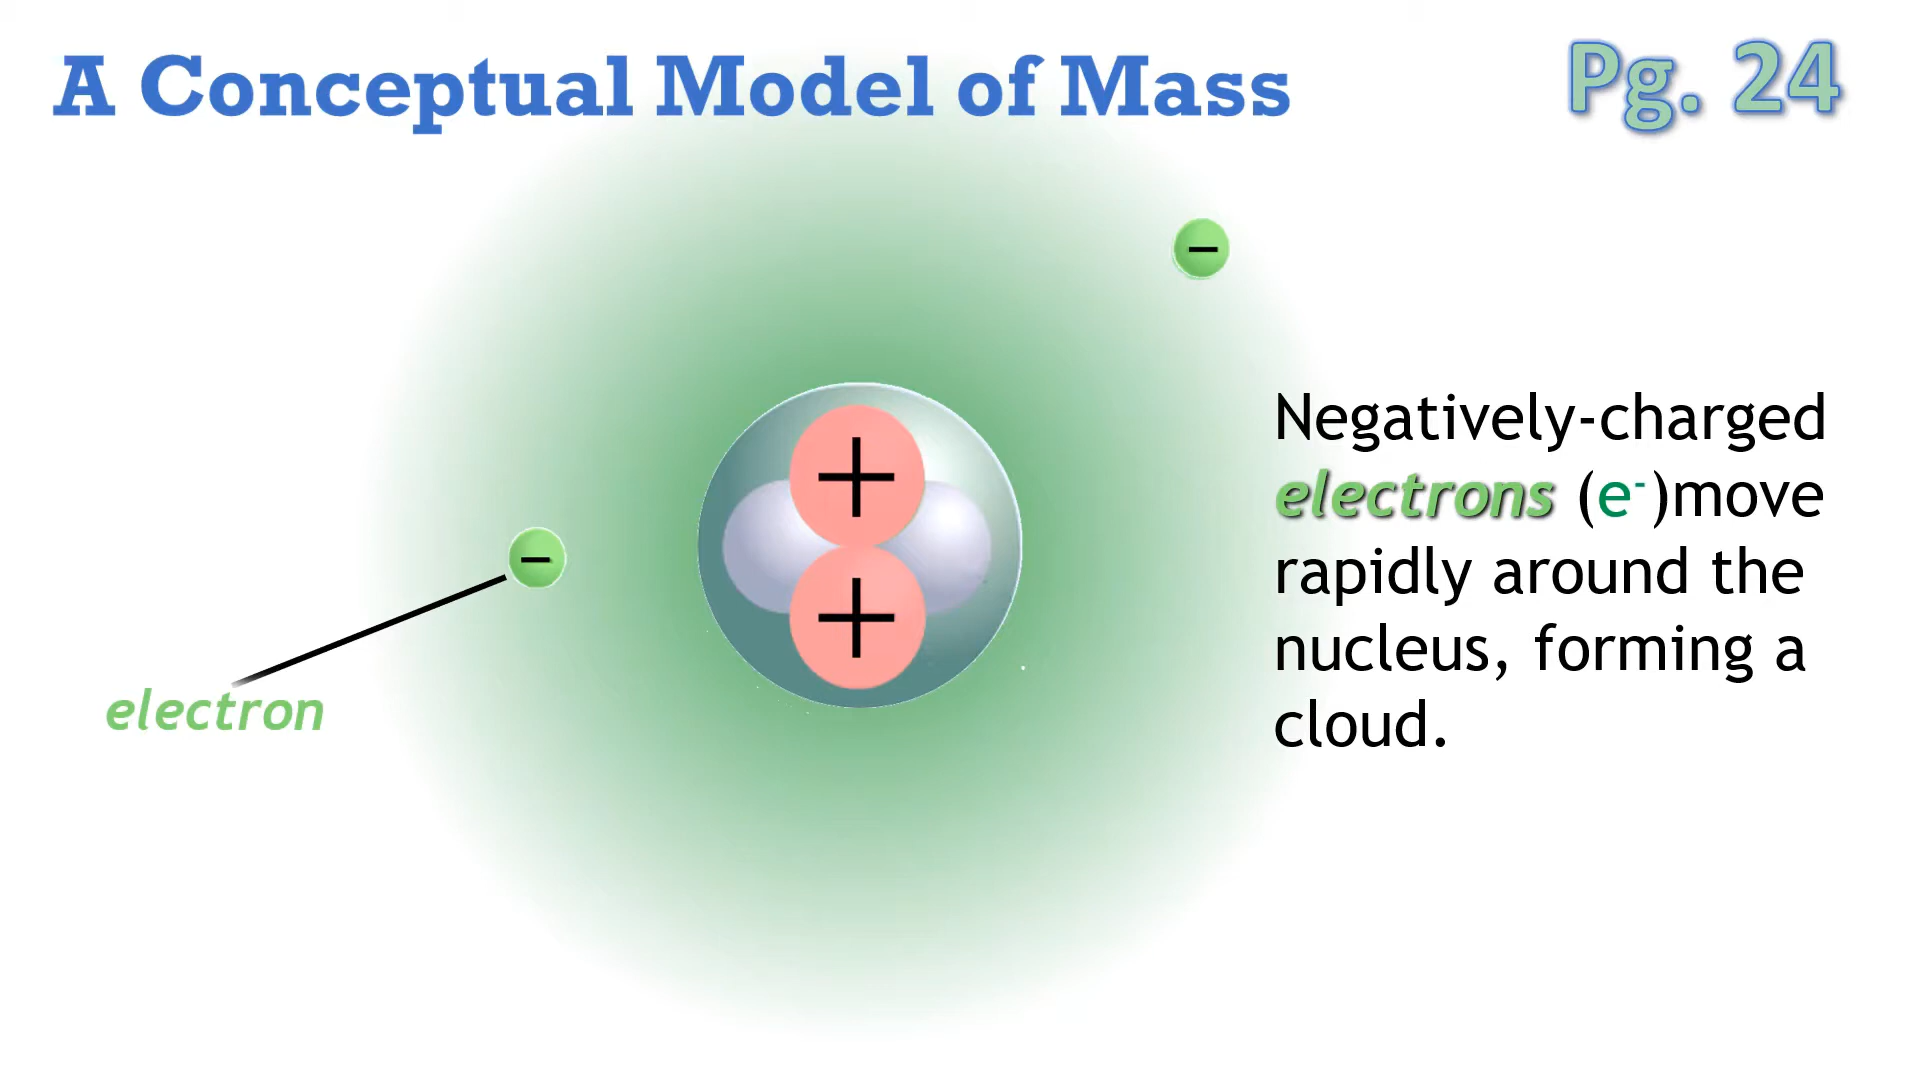 A Conceptual Model of Mass
Pg. 24
−
+
−
+
electron
Negatively-charged
electrons (e⁻)move
rapidly around the
nucleus, forming a
cloud.